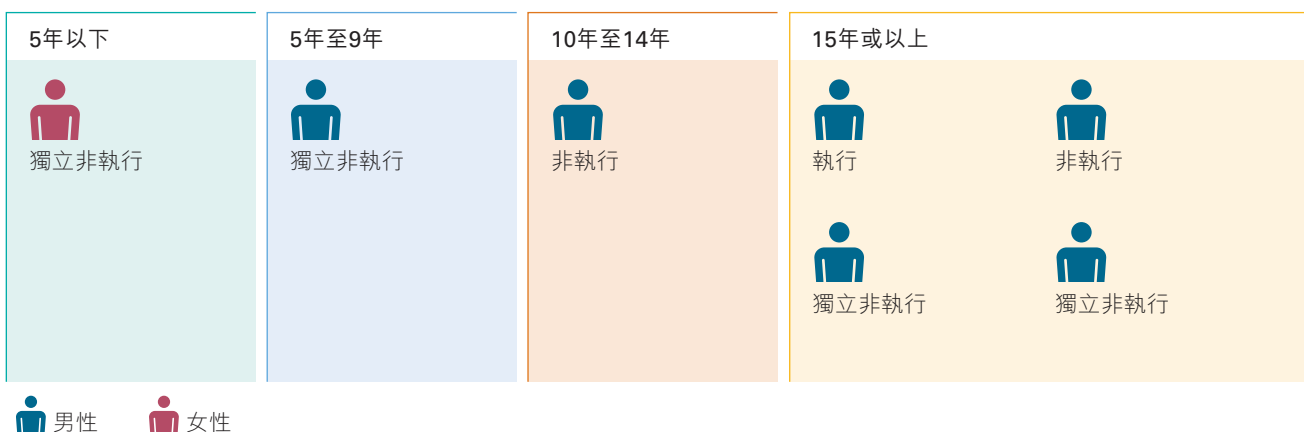 5年以下
獨立非執行
5年至9年
獨立非執行
10年至14年
非執行
15年或以上
執行
非執行
獨立非執行
獨立非執行
男性
女性